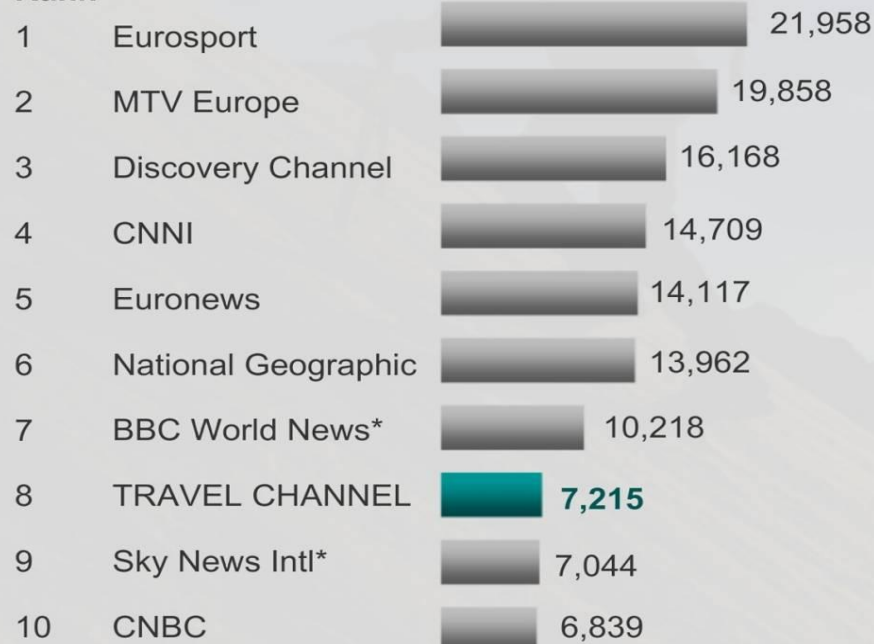 1 Eurosport 21,958
2 MTV Europe 19,858
3 Discovery Channel 16,168
4 CNNI 14,709
5 Euronews 14,117
6 National Geographic 13,962
7 BBC World News* 10,218
8 TRAVEL CHANNEL 7,215
9 Sky News Intl* 7,044
10 CNBC 6,839